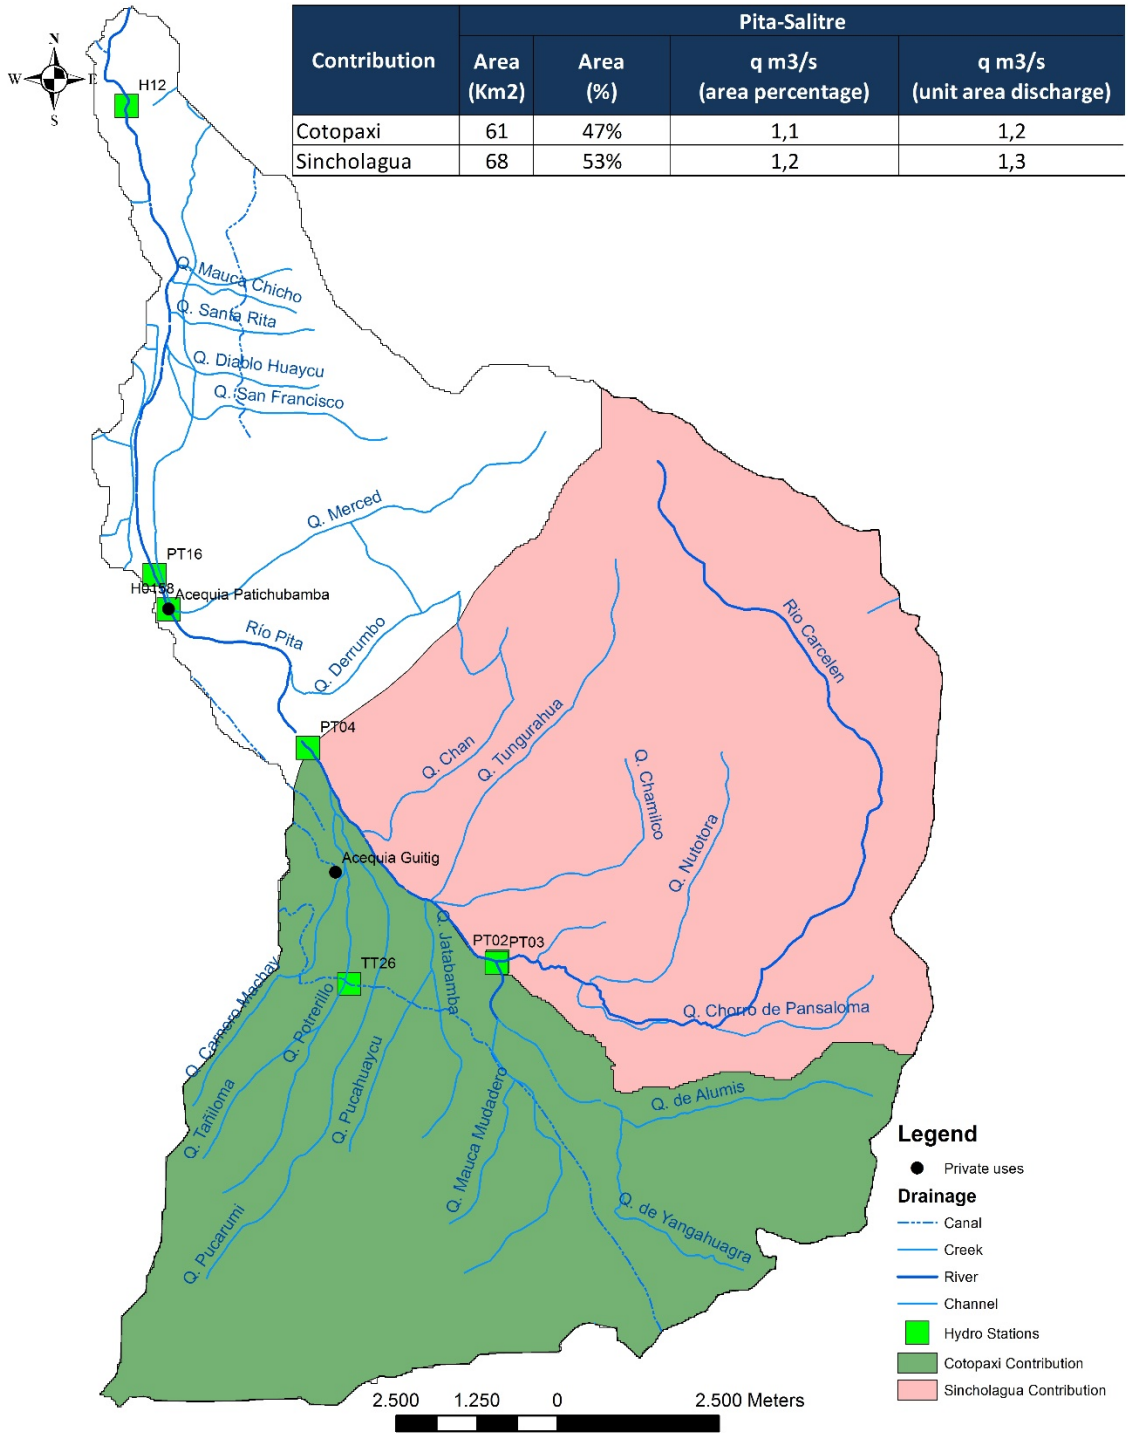 Pita-Salitre
Contribution
Area
(Km2)
Area
(%)
q m3/s
(area percentage)
q m3/s
(unit area discharge)
Cotopaxi 61 47% 1,1 1,2
Sincholagua 68 53% 1,2 1,3
N
W E
S
H12
Q. Mauca Chicho
Q. Santa Rita
Q. Diablo Huaycu
Q. San Francisco
Q. Merced
PT16
H0158
Acequia Patichubamba
Río Pita
Q. Derrumbo
Rio Carcelen
PT04
Q. Chan
Q. Tungurahua
Q. Chamilco
Q. Nutotora
Acequia Guitig
Q. Jatabamba
PT02 PT03
TT26
Q. Carnero Machay
Q. Potrerillo
Q. Chorro de Pansaloma
Q. Tañiloma
Q. Pucahuaycu
Q. Mauca Mudadero
Q. de Alumis
Q. Pucarumi
Q. de Yangahuagra
Legend
Private uses
Drainage
Canal
Creek
River
Channel
Hydro Stations
Cotopaxi Contribution
Sincholagua Contribution
2.500 1.250 0 2.500 Meters